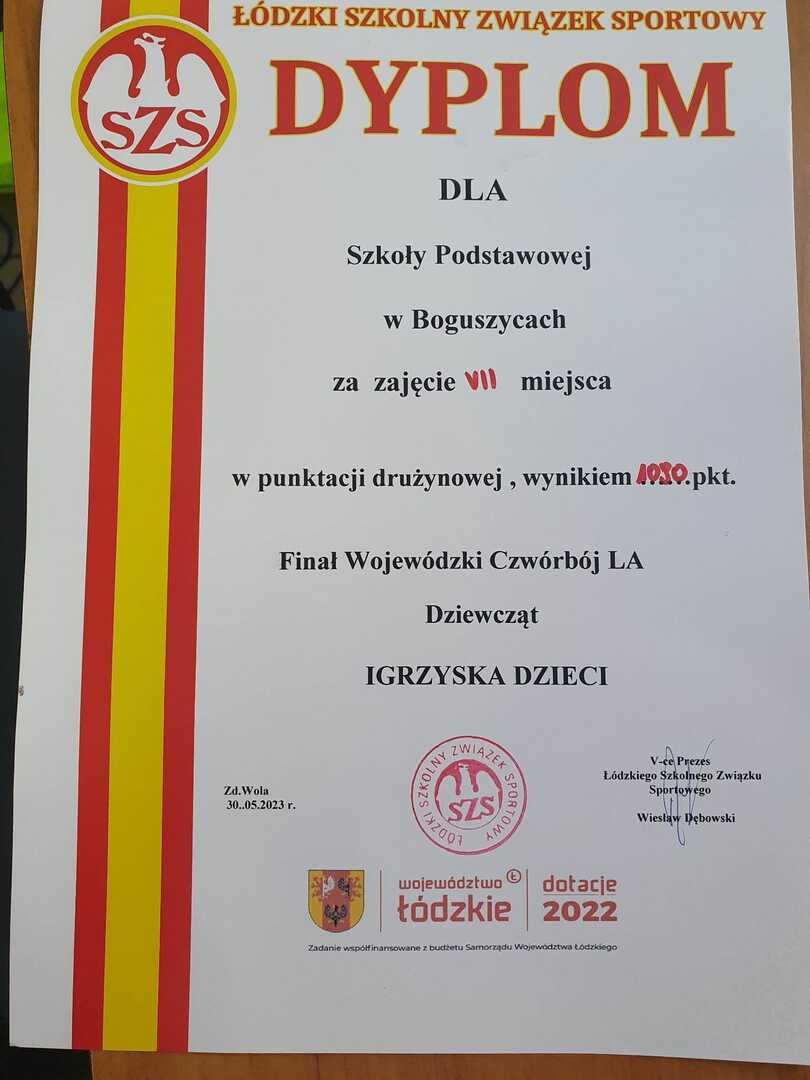 ŁÓDZKI SZKOLNY ZWIĄZEK SPORTOWY
SZS
DYPLOM
DLA
Szkoły Podstawowej
w Boguszycach
za zajęcie VII miejsca
w punktacji drużynowej , wynikiem 1030 pkt.
Finał Wojewódzki Czwórbój LA
Dziewcząt
IGRZYSKA DZIECI
Zd.Wola
30..05.2023 r.
ŁÓDZKI SZKOLNY ZWIĄZEK SPORTOWY
SZS
V-ce Prezes
Łódzkiego Szkolnego Związku
Sportowego
Wiesław Dębowski
województwo Ł
łódzkie
dotacje
2022
Zadanie współfinansowane z budżetu Samorządu Województwa Łódzkiego